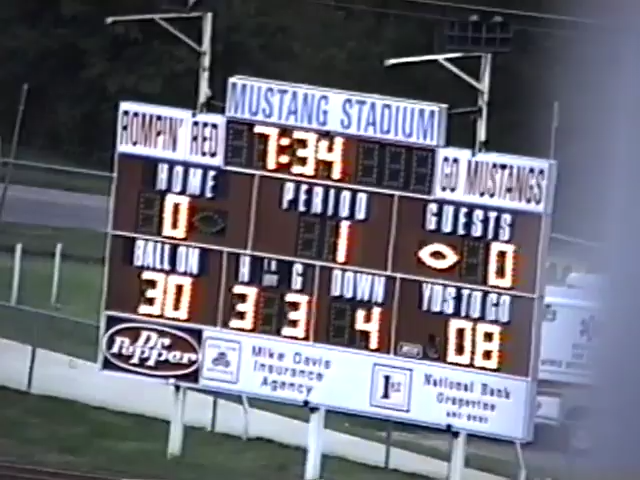 MUSTANG STADIUM
ROMPIN' RED
7:34
GO MUSTANGS
HOME
PERIOD
GUESTS
0
1
0
BALL ON
H
G
DOWN
YDS TO GO
30
3
3
4
08
Dr Pepper
Mike Davis
Insurance
Agency
1st
National Bank
Grapevine